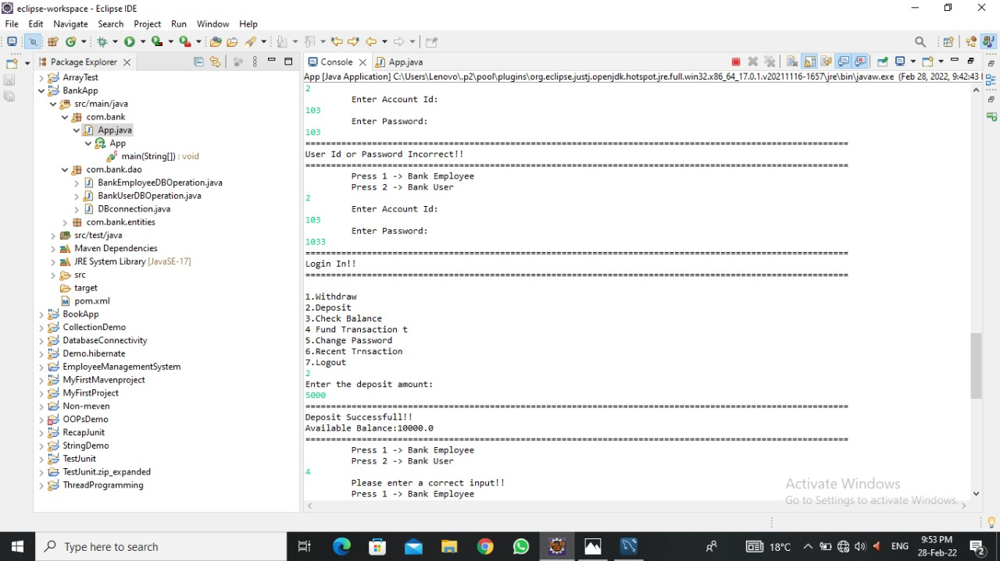 eclipse-workspace - Eclipse IDE
File Edit Navigate Search Project Run Window Help
Package Explorer
ArrayTest
BankApp
src/main/java
com.bank
App.java
App
main(String[]) : void
com.bank.dao
BankEmployeeDBOperation.java
BankUserDBOperation.java
DBconnection.java
com.bank.entities
src/test/java
Maven Dependencies
JRE System Library [JavaSE-17]
src
target
pom.xml
BookApp
CollectionDemo
DatabaseConnectivity
Demo.hibernate
EmployeeManagementSystem
MyFirstMavenproject
MyFirstProject
Non-meven
OOPsDemo
RecapJunit
StringDemo
TestJunit
TestJunit.zip_expanded
ThreadProgramming
Console App.java
App [Java Application] C:\Users\Lenovo\.p2\pool\plugins\org.eclipse.justj.openjdk.hotspot.jre.full.win32.x86_64_17.0.1.v20211116-1657\jre\bin\javaw.exe (Feb 28, 2022, 9:42:43
2
Enter Account Id:
103
Enter Password:
103
User Id or Password Incorrect!!
Press 1 -> Bank Employee
Press 2 -> Bank User
2
Enter Account Id:
103
Enter Password:
1033
Login In!!
1.Withdraw
2.Deposit
3.Check Balance
4 Fund Transaction t
5.Change Password
6.Recent Trnsaction
7.Logout
2
Enter the deposit amount:
5000
Deposit Successfull!!
Available Balance:10000.0
Press 1 -> Bank Employee
Press 2 -> Bank User
4
Please enter a correct input!!
Press 1 -> Bank Employee
Activate Windows
Go to Settings to activate Windows.
Type here to search
18°C
ENG
9:53 PM
28-Feb-22
2